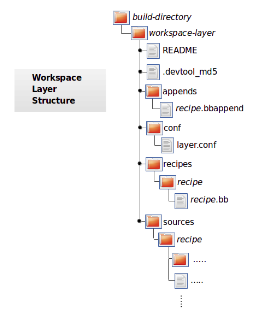 build-directory
workspace-layer
README
.devtool_md5
Workspace
Layer
Structure
appends
recipe.bbappend
conf
layer.conf
recipes
recipe
recipe.bb
sources
recipe
.....
.....